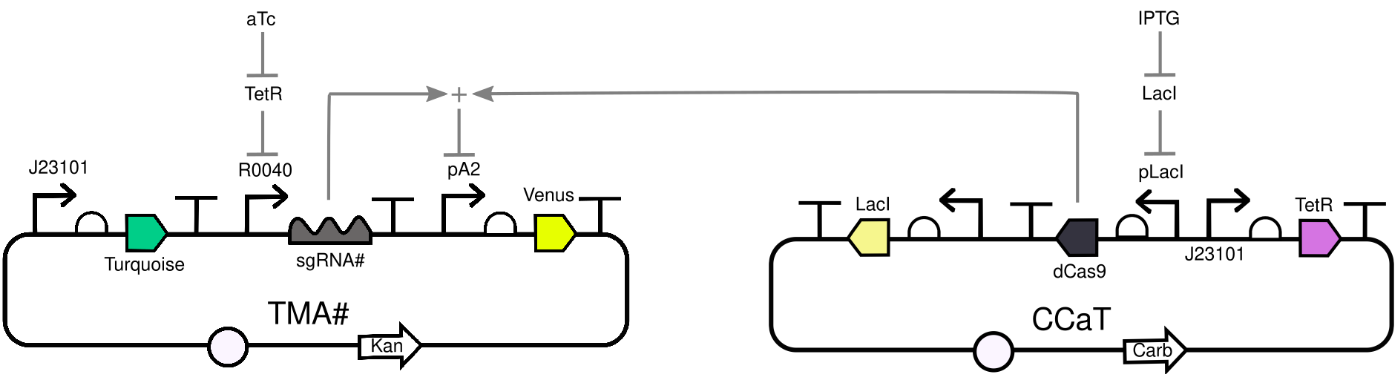 aTc
IPTG
TetR
+
LacI
J23101
R0040
pA2
pLacI
Venus
LacI
TetR
Turquoise
sgRNA#
dCas9
J23101
TMA#
CCaT
Kan
Carb